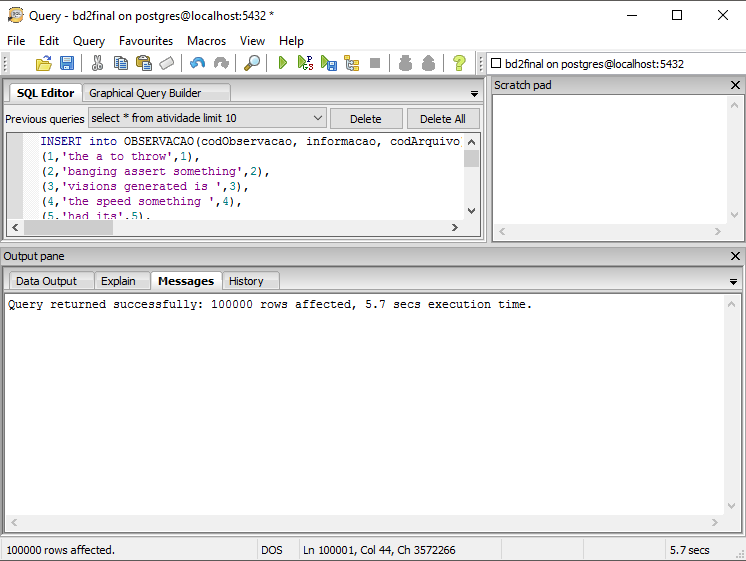 Query - bd2final on postgres@localhost:5432 *
File Edit Query Favourites Macros View Help
bd2final on postgres@localhost:5432
SQL Editor Graphical Query Builder
Scratch pad
Previous queries select * from atividade limit 10 Delete Delete All
INSERT into OBSERVACAO(codObservacao, informacao, codArquivo
(1,'the a to throw',1),
(2,'banging assert something',2),
(3,'visions generated is ',3),
(4,'the speed something ',4),
(5,'had its',5),
Output pane
Data Output Explain Messages History
Query returned successfully: 100000 rows affected, 5.7 secs execution time.
100000 rows affected. DOS Ln 100001, Col 44, Ch 3572266 5.7 secs